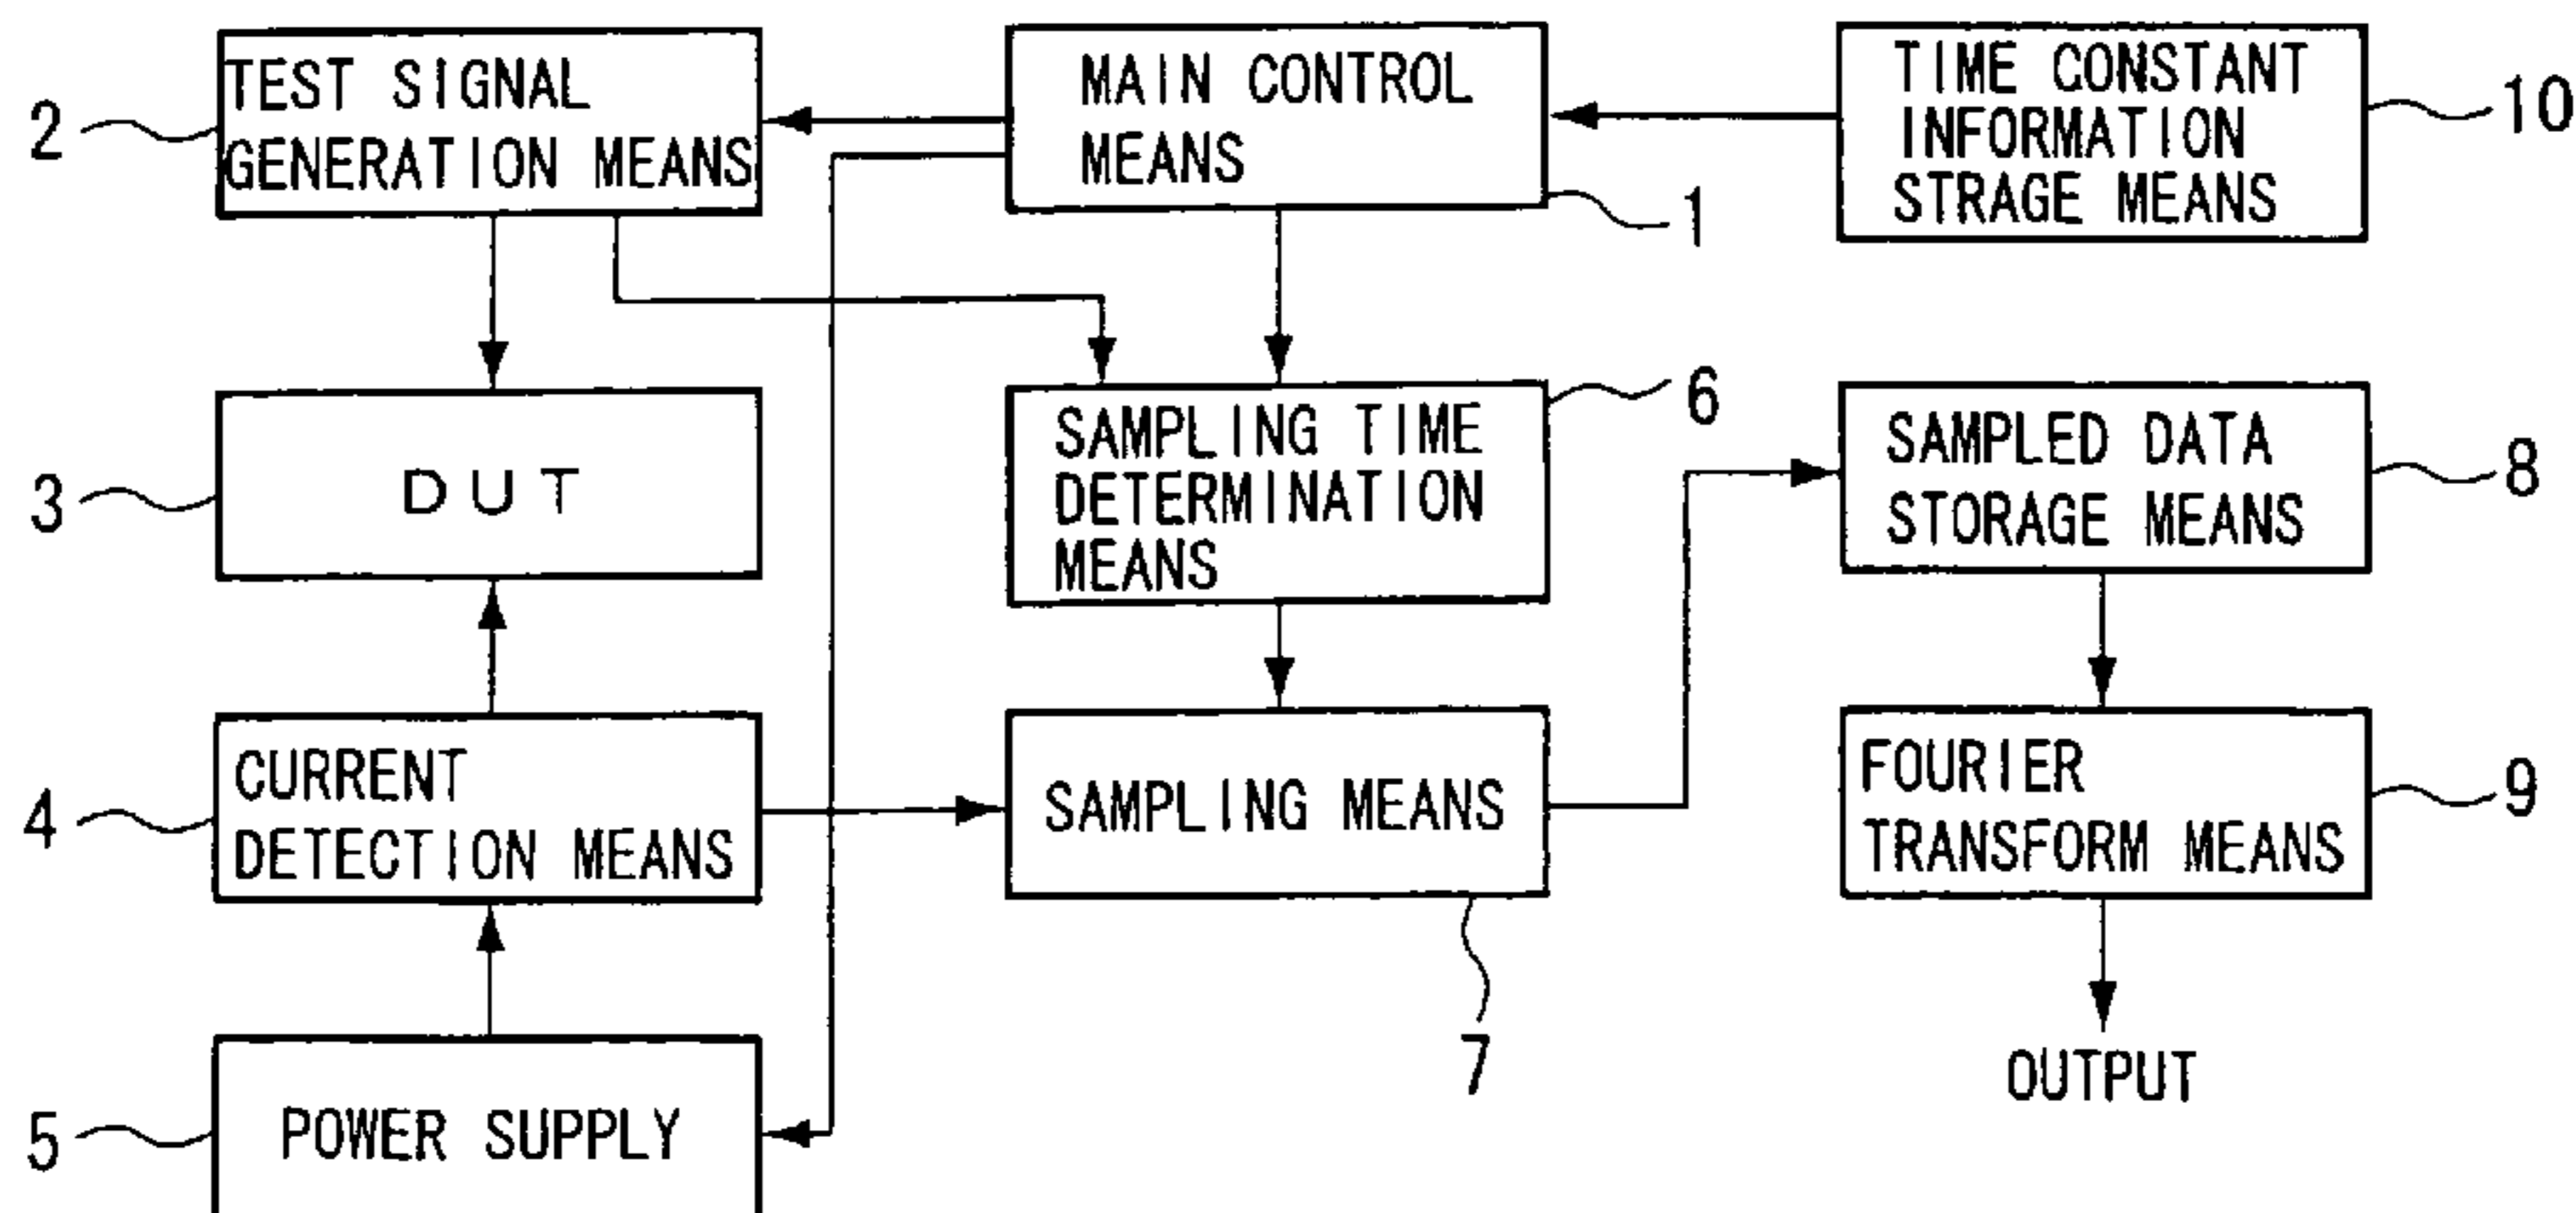 TEST SIGNAL
GENERATION MEANS
2
MAIN CONTROL
MEANS
1
TIME CONSTANT
INFORMATION
STRAGE MEANS
10
DUT
3
SAMPLING TIME
DETERMINATION
MEANS
6
SAMPLED DATA
STORAGE MEANS
8
CURRENT
DETECTION MEANS
4
SAMPLING MEANS
7
FOURIER
TRANSFORM MEANS
9
POWER SUPPLY
5
OUTPUT